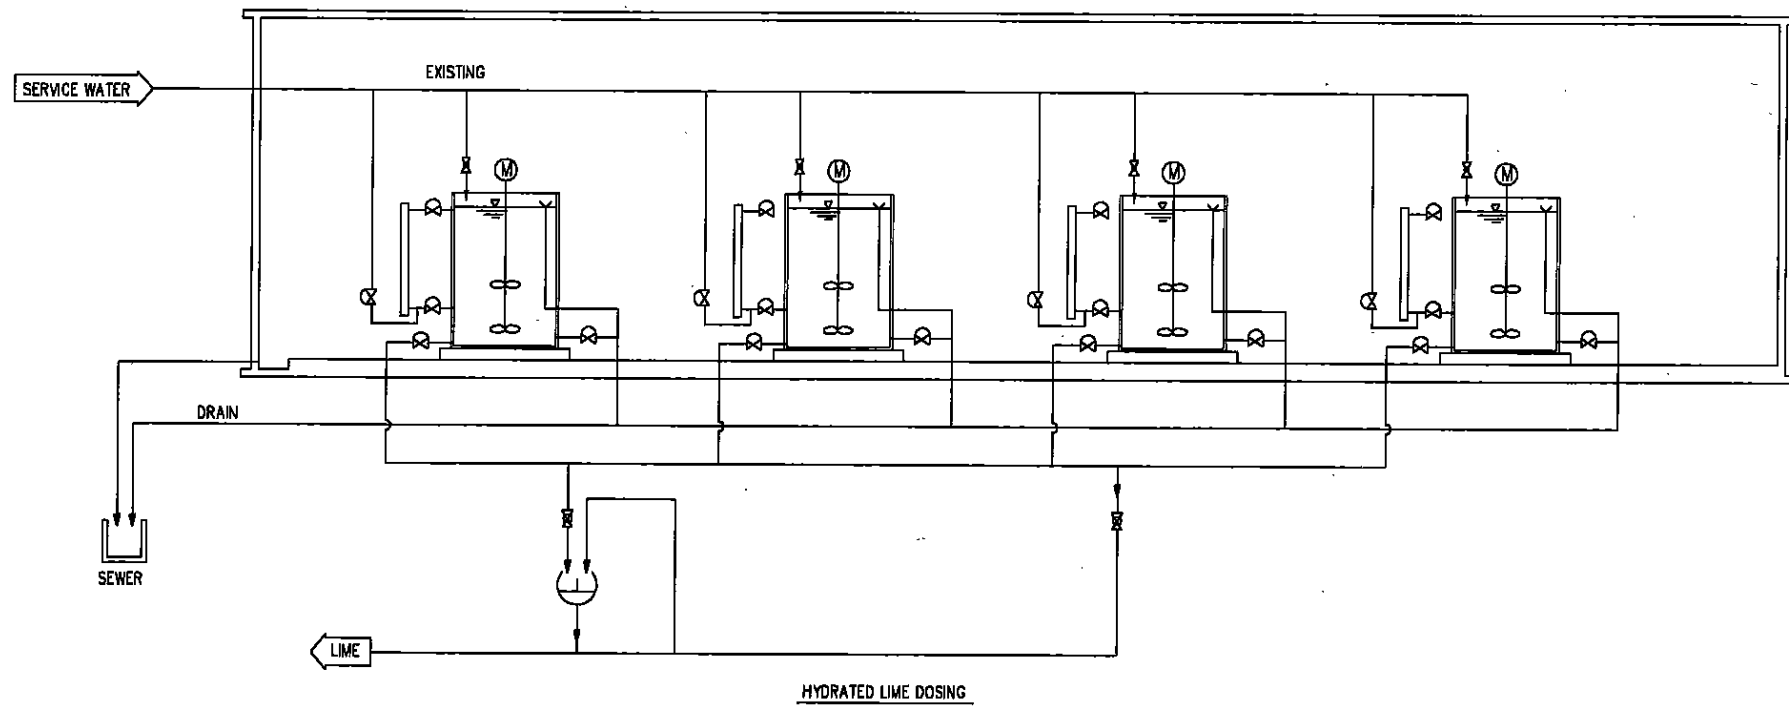 EXISTING
SERVICE WATER
M
M
M
M
DRAIN
SEWER
LIME
HYDRATED LIME DOSING